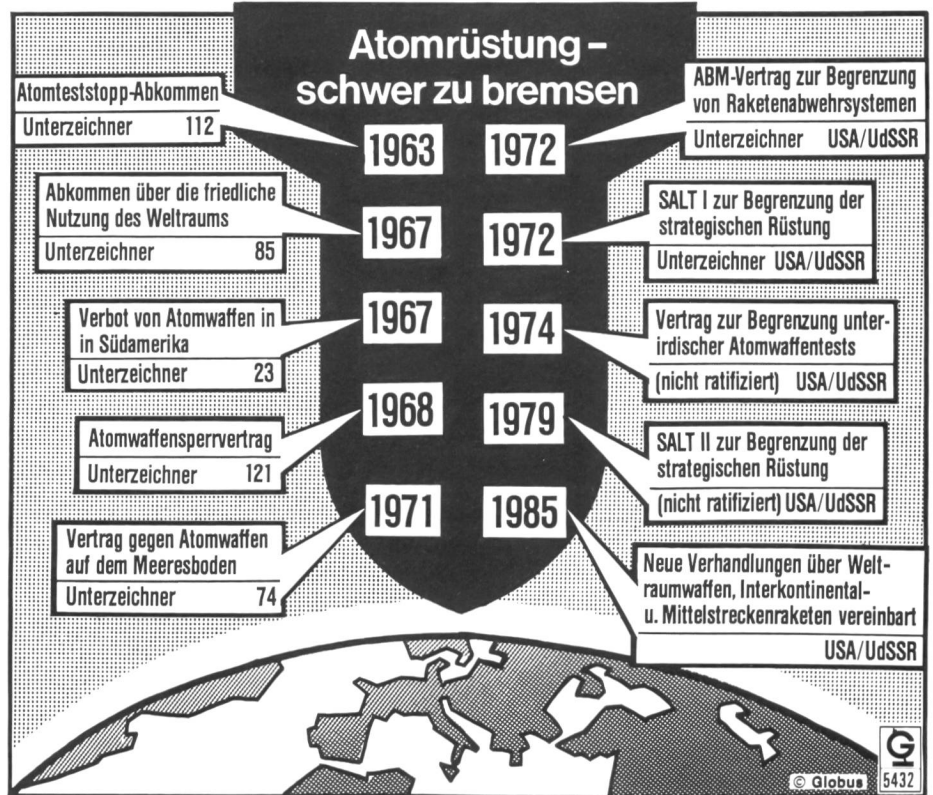 Atomrüstung –
schwer zu bremsen
Atomteststopp-Abkommen
Unterzeichner 112
1963
Abkommen über die friedliche
Nutzung des Weltraums
Unterzeichner 85
1967
Verbot von Atomwaffen in
in Südamerika
Unterzeichner 23
1967
Atomwaffensperrvertrag
Unterzeichner 121
1968
Vertrag gegen Atomwaffen
auf dem Meeresboden
Unterzeichner 74
1971
1972
ABM-Vertrag zur Begrenzung
von Raketenabwehrsystemen
Unterzeichner USA/UdSSR
1972
SALT I zur Begrenzung der
strategischen Rüstung
Unterzeichner USA/UdSSR
1974
Vertrag zur Begrenzung unter-
irdischer Atomwaffentests
(nicht ratifiziert) USA/UdSSR
1979
SALT II zur Begrenzung der
strategischen Rüstung
(nicht ratifiziert) USA/UdSSR
1985
Neue Verhandlungen über Welt-
raumwaffen, Interkontinental-
u. Mittelstreckenraketen vereinbart
USA/UdSSR
© Globus
G
5432